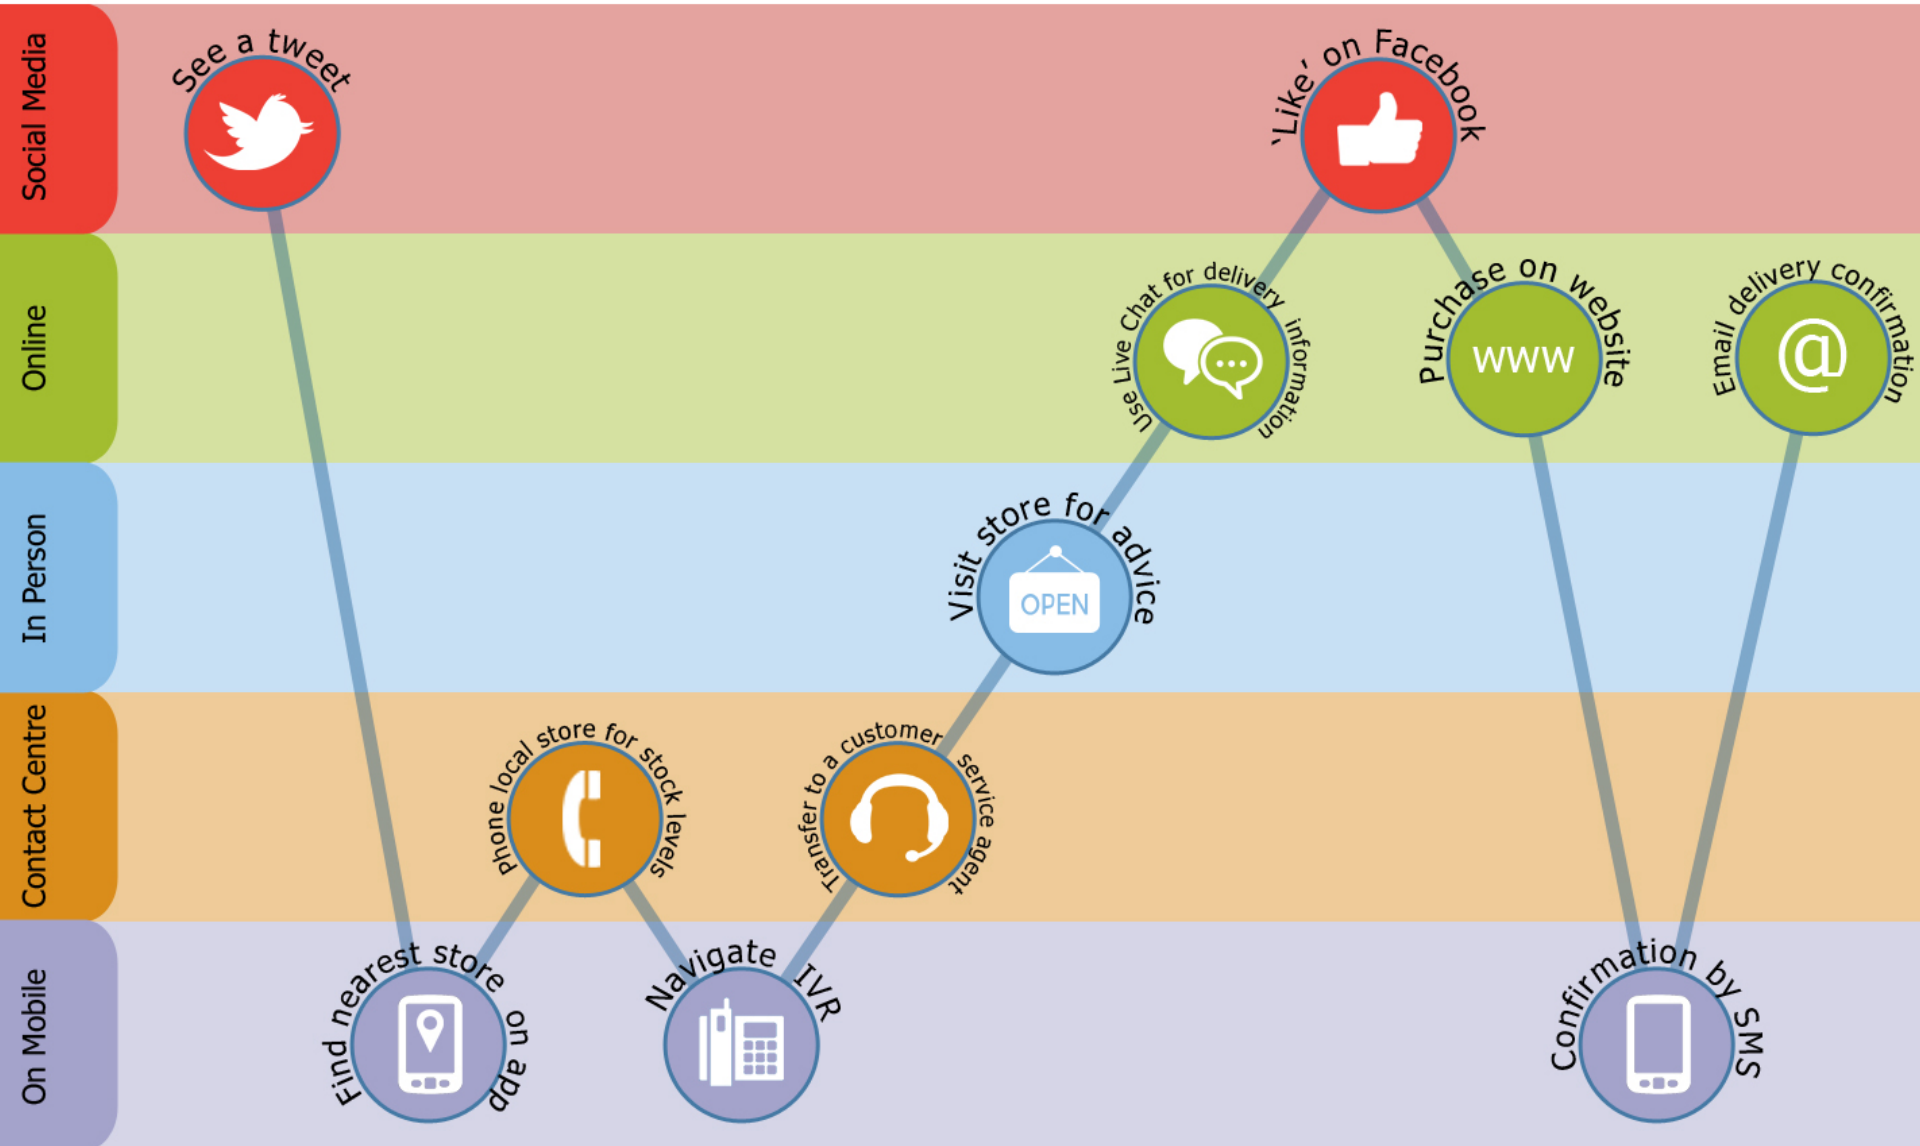 Social Media
See a tweet
‘Like’ on Facebook
Online
Use Live Chat for delivery information
Purchase on website
www
Email delivery confirmation
@
In Person
Visit store for advice
OPEN
Contact Centre
Phone local store for stock levels
Transfer to a customer service agent
On Mobile
Find nearest store on app
Navigate IVR
Confirmation by SMS